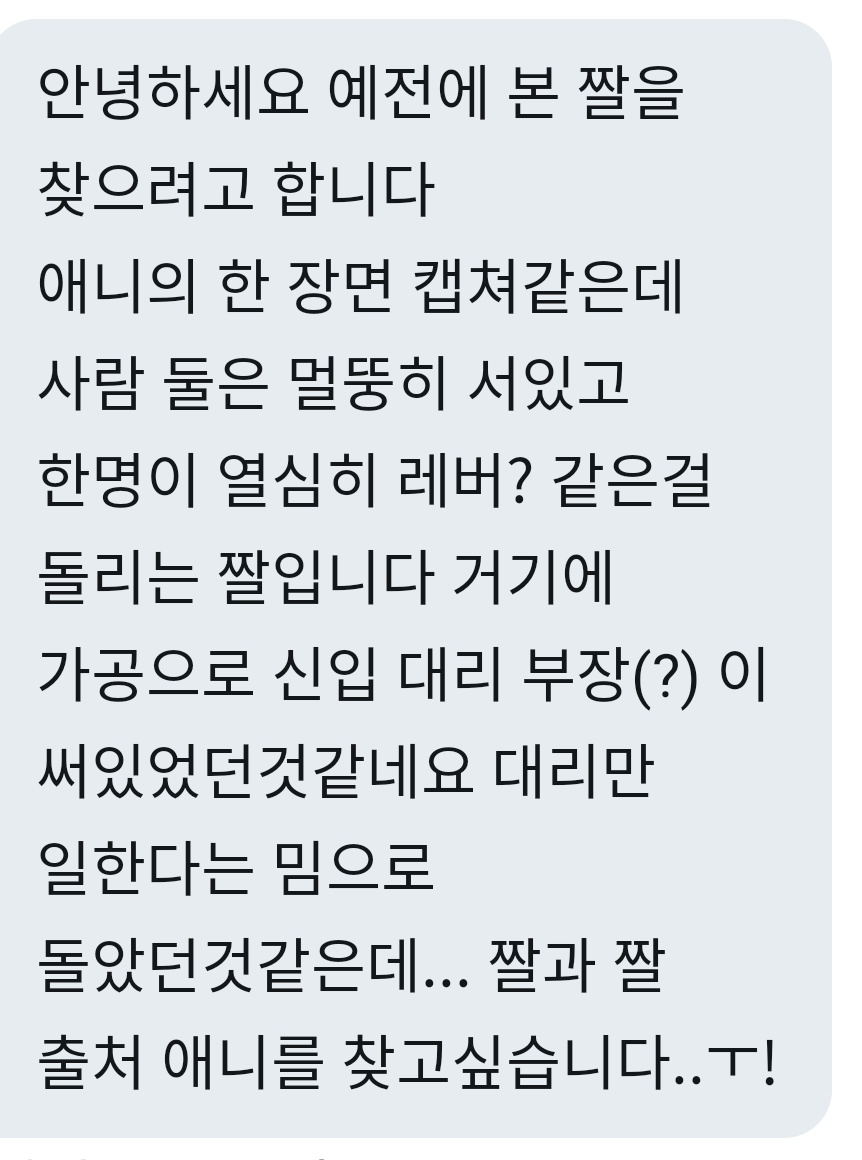 안녕하세요 예전에 본 짤을
찾으려고 합니다
애니의 한 장면 캡쳐같은데
사람 둘은 멀뚱히 서있고
한명이 열심히 레버? 같은걸
돌리는 짤입니다 거기에
가공으로 신입 대리 부장(?) 이
써있었던것같네요 대리만
일한다는 밈으로
돌았던것같은데... 짤과 짤
출처 애니를 찾고싶습니다..ㅜ!